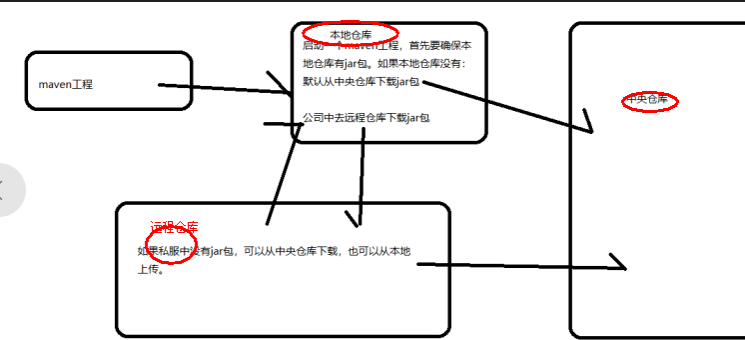 本地仓库
启动一个maven工程，首先要确保本
地仓库有jar包。如果本地仓库没有：
默认从中央仓库下载jar包
公司中去远程仓库下载jar包
maven工程
中央仓库
远程仓库
如果私服中没有jar包，可以从中央仓库下载，也可以从本地
上传。